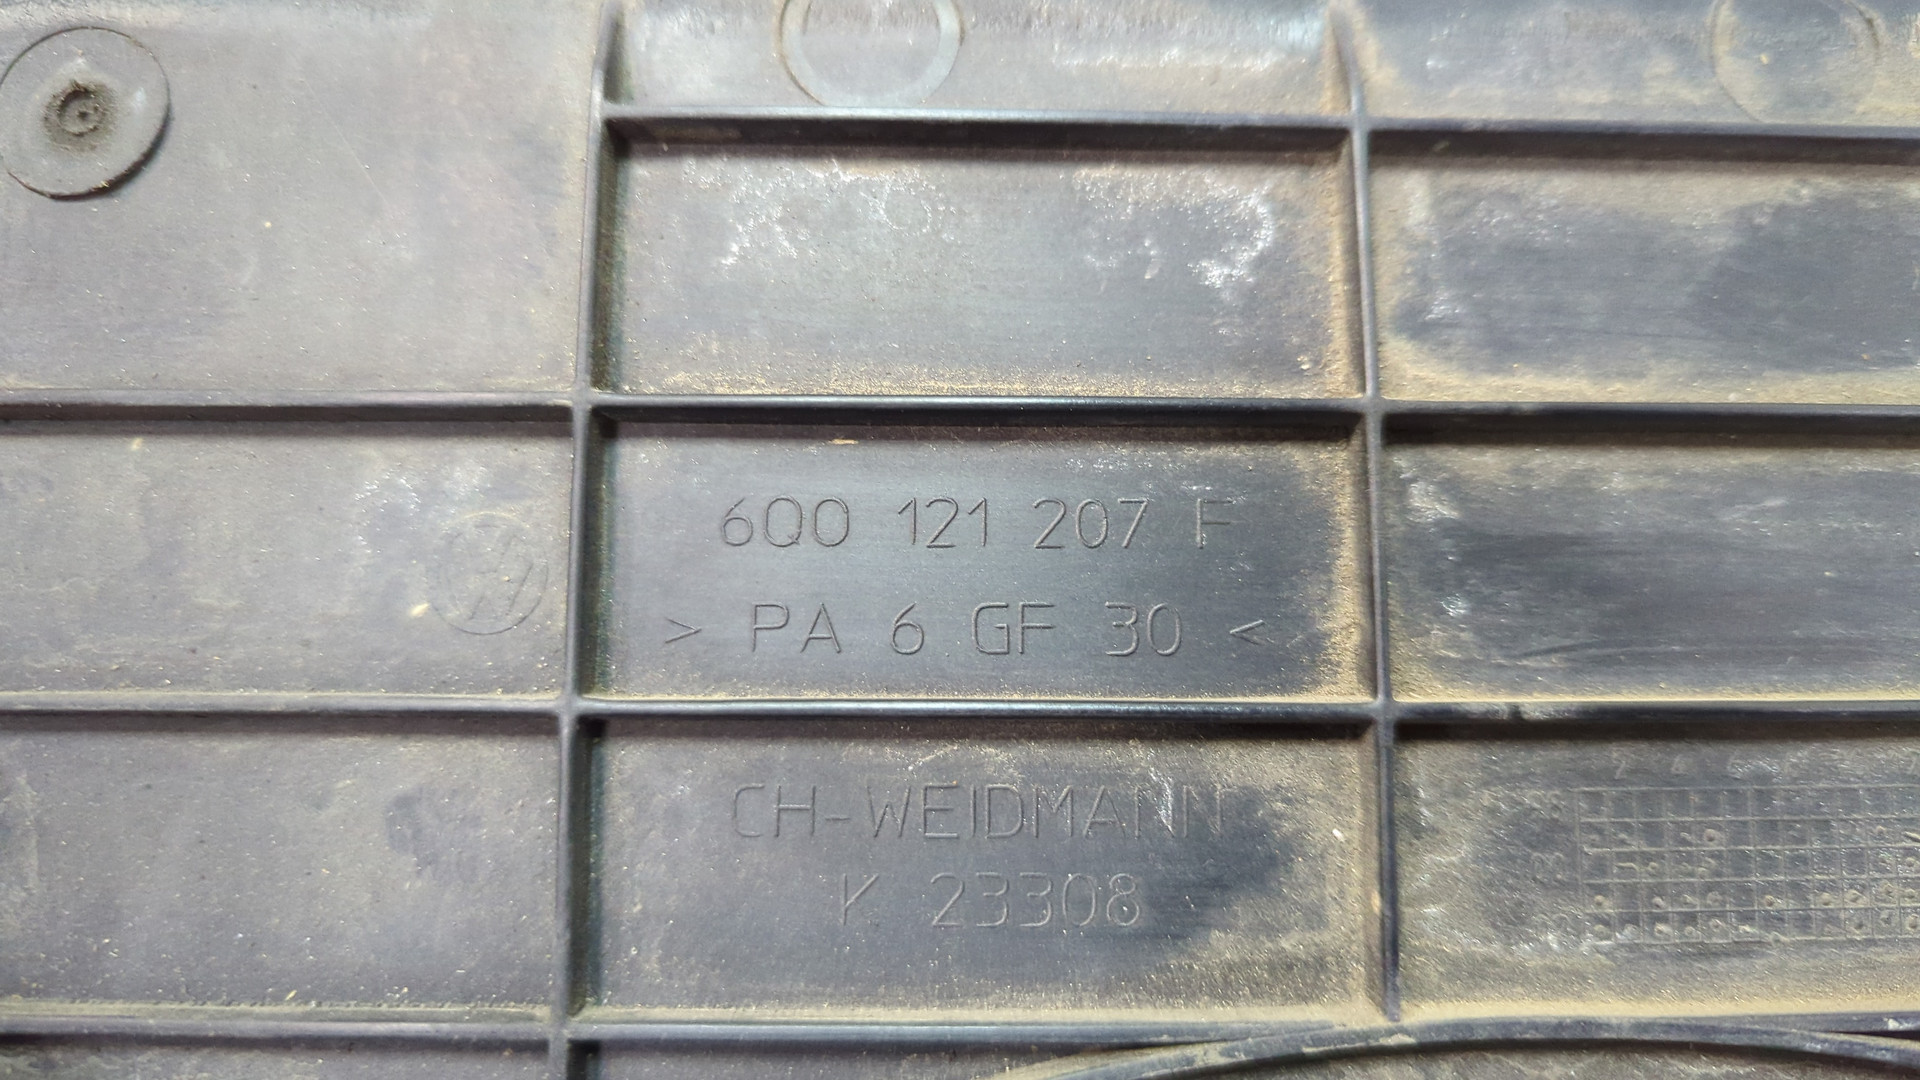 6Q0 121 207 F
> PA 6 GF 30 <
CH-WEIDMANN
K 23308